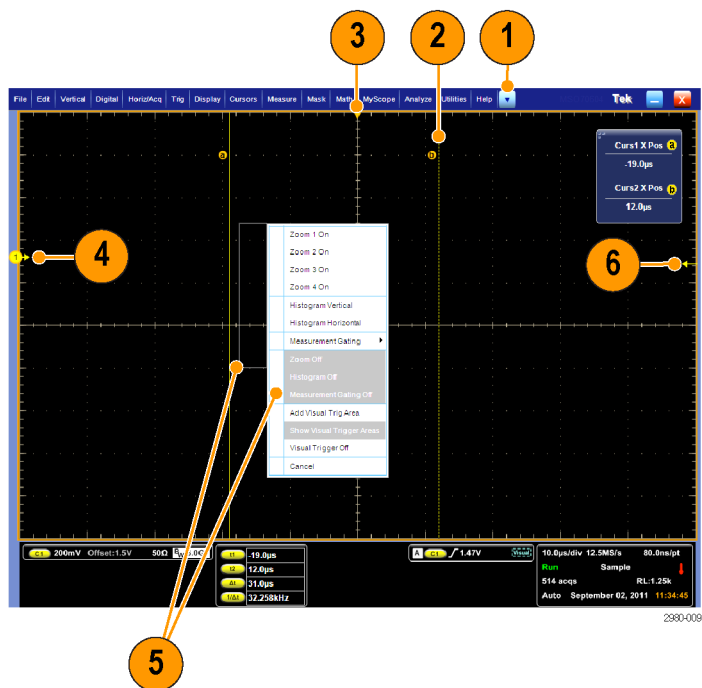 3 2 1
File Edit Vertical Digital Horiz/Acq Trig Display Cursors Measure Mask Math MyScope Analyze Utilities Help Tek X
a b
Curs1 X Pos a
-19.0µs
Curs2 X Pos b
12.0µs
1 4 6
Zoom 1 On
Zoom 2 On
Zoom 3 On
Zoom 4 On
Histogram Vertical
Histogram Horizontal
Measurement Gating
Zoom Off
Histogram Off
Measurement Gating Off
Add Visual Trig Area
Show Visual Trigger Areas
Visual Trigger Off
Cancel
C1 200mV Offset:1.5V 50Ω
t1 -19.0µs
t2 12.0µs
Δt 31.0µs
1/Δt 32.258kHz
A C1 1.47V Visual
10.0µs/div 12.5MS/s 80.0ns/pt
Run Sample
514 acqs RL:1.25k
Auto September 02, 2011 11:34:45
2980-009
5